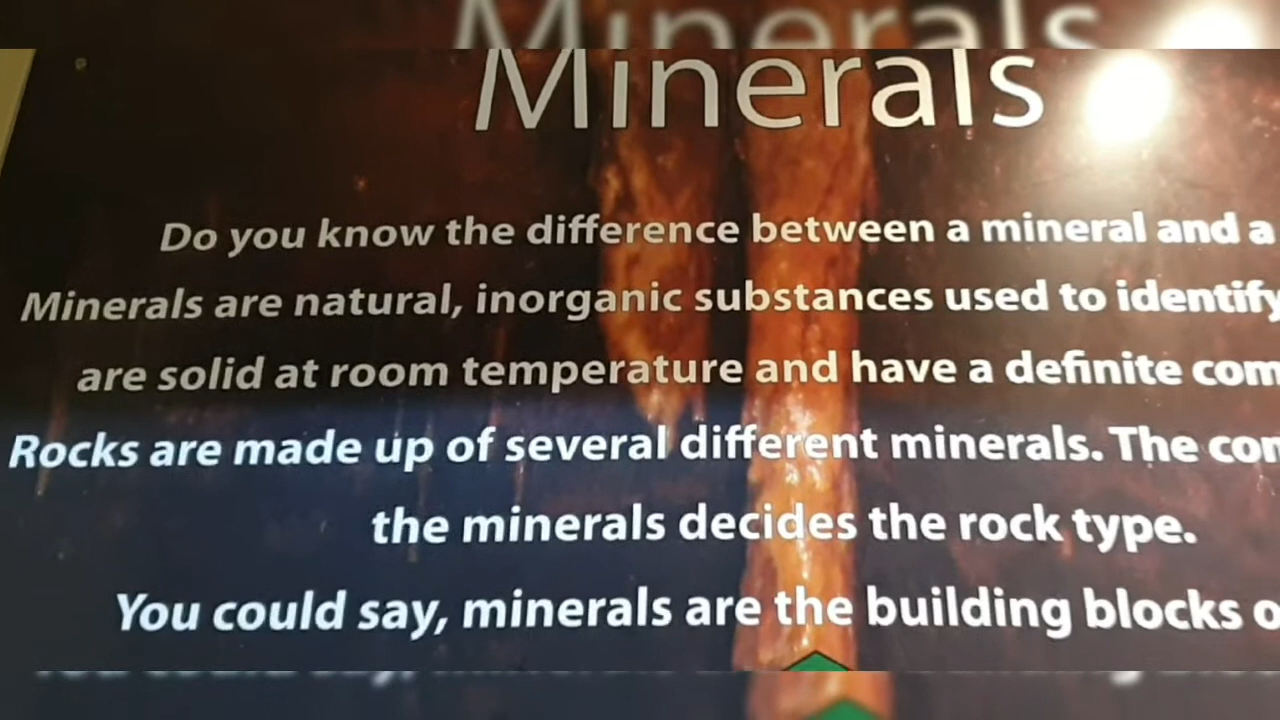 Minerals
Do you know the difference between a mineral and a
Minerals are natural, inorganic substances used to identify
are solid at room temperature and have a definite com
Rocks are made up of several different minerals. The con
the minerals decides the rock type.
You could say, minerals are the building blocks o